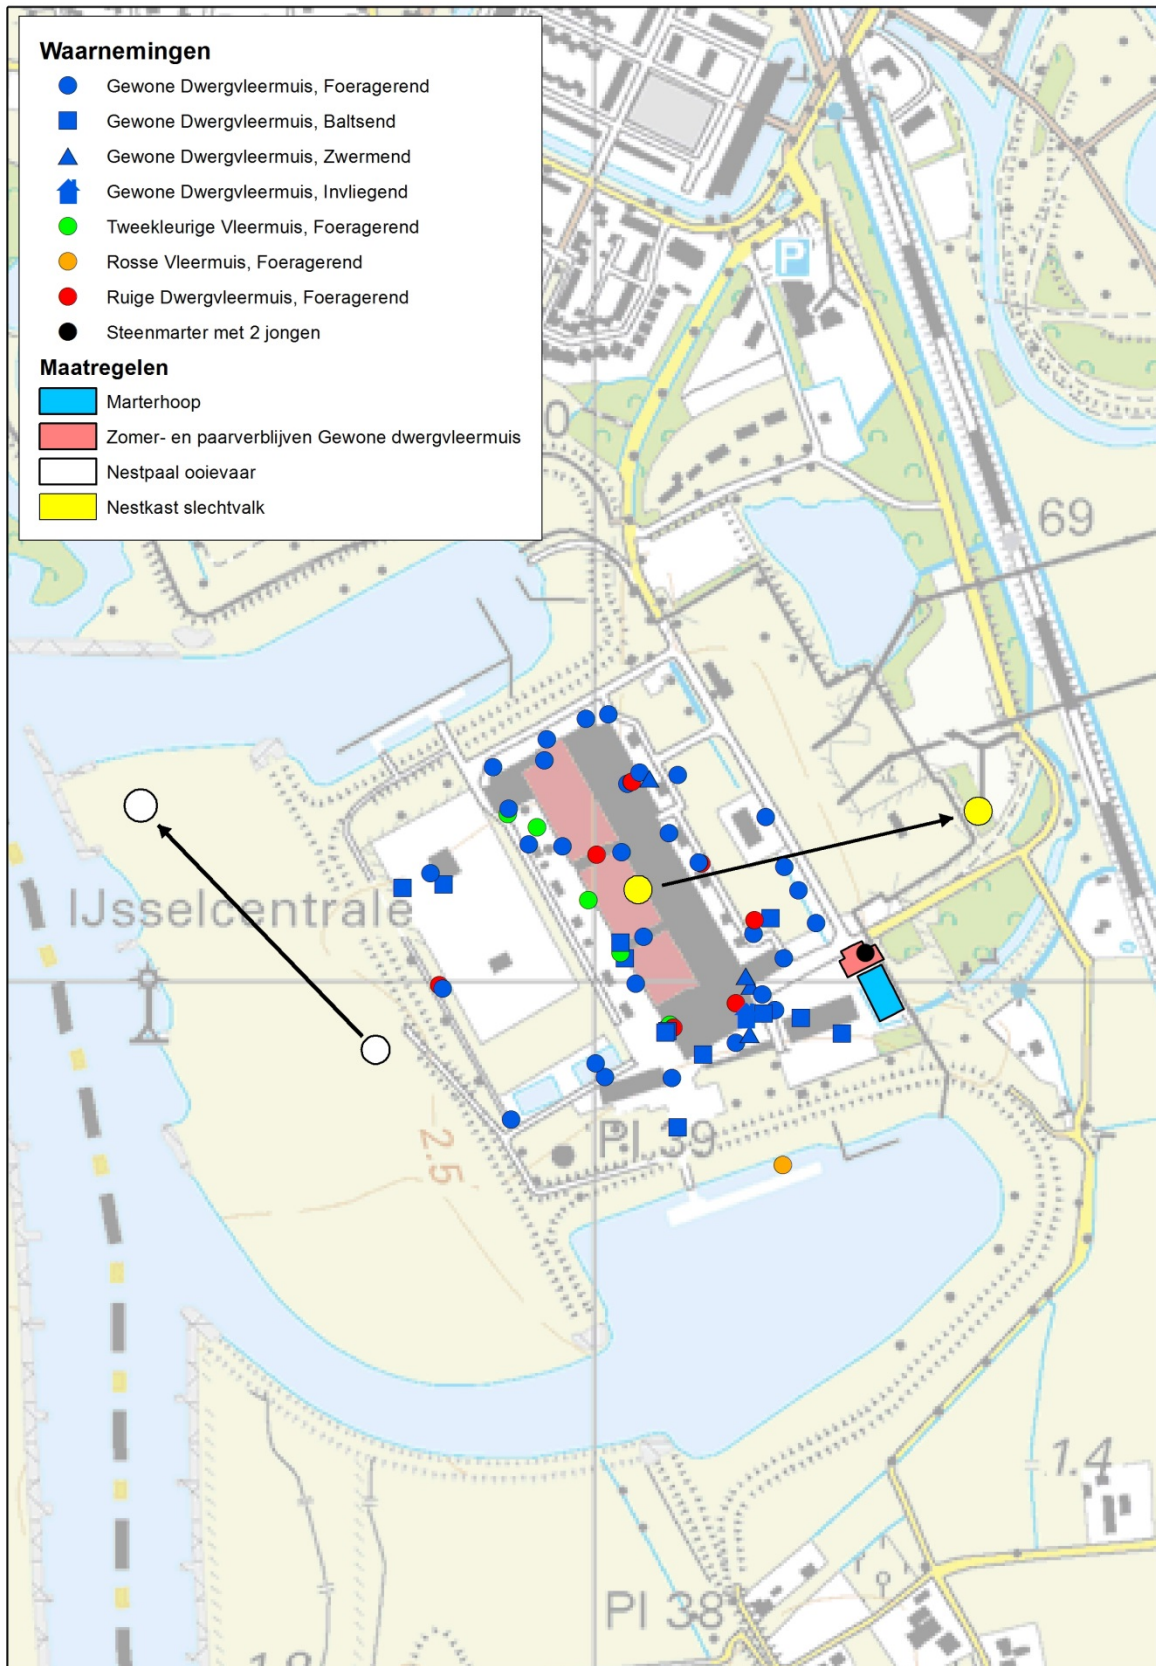 Waarnemingen
Gewone Dwergvleermuis, Foeragerend
Gewone Dwergvleermuis, Baltsend
Gewone Dwergvleermuis, Zwermend
Gewone Dwergvleermuis, Invliegend
Tweekleurige Vleermuis, Foeragerend
Rosse Vleermuis, Foeragerend
Ruige Dwergvleermuis, Foeragerend
Steenmarter met 2 jongen
Maatregelen
Marterhoop
Zomer- en paarverblijven Gewone dwergvleermuis
Nestpaal ooievaar
Nestkast slechtvalk
P
0
69
IJsselcentrale
2.5
Pl 39
1.4
Pl 38